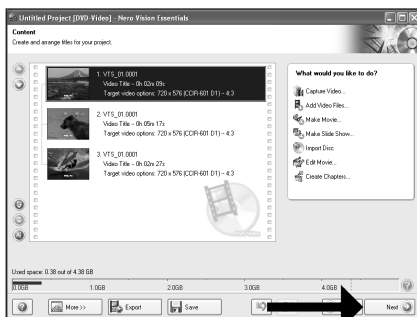 Untitled Project [DVD-Video] - Nero Vision Essentials
Content
Create and arrange titles for your project.
1. VTS_01.0001
Video Title – 0h 02m 09s
Target video options: 720 x 576 (CCIR-601 D1) – 4:3
2. VTS_01.0001
Video Title – 0h 05m 17s
Target video options: 720 x 576 (CCIR-601 D1) – 4:3
3. VTS_01.0001
Video Title – 0h 02m 27s
Target video options: 720 x 576 (CCIR-601 D1) – 4:3
What would you like to do?
Capture Video...
Add Video Files...
Make Movie...
Make Slide Show...
Import Disc
Edit Movie...
Create Chapters...
Used space: 0.38 out of 4.38 GB
0.0GB 1.0GB 2.0GB 3.0GB 4.0GB
More >> Export Save Next